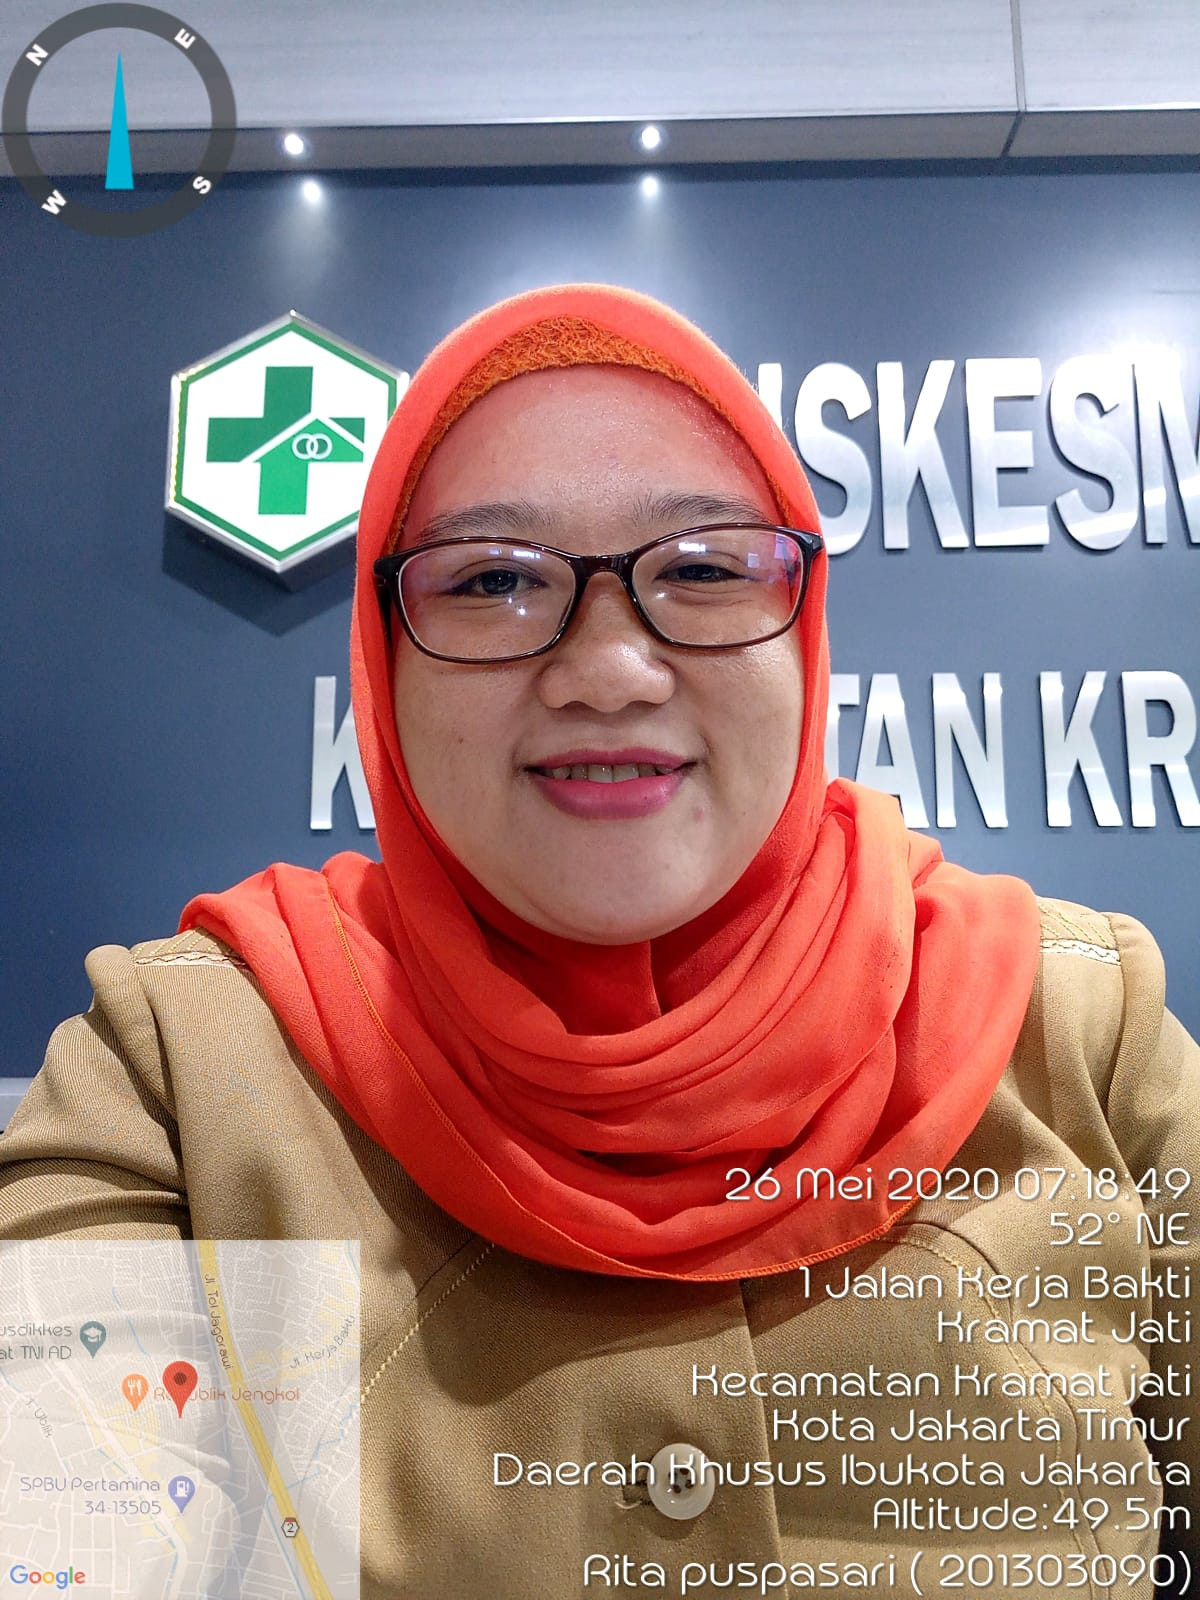 N
E
W
S
USKESM
K
TAN KR
26 Mei 2020 07:18:49
52° NE
1 Jalan Kerja Bakti
Kramat Jati
Kecamatan Kramat jati
Kota Jakarta Timur
Daerah Khusus Ibukota Jakarta
Altitude:49.5m
Rita puspasari ( 201303090)
usdikkes
at TNI AD
Jl Tol Jagorawi
Jl. Kerja Bakti
Republik Jengkol
SPBU Pertamina
34-13505
2
Google